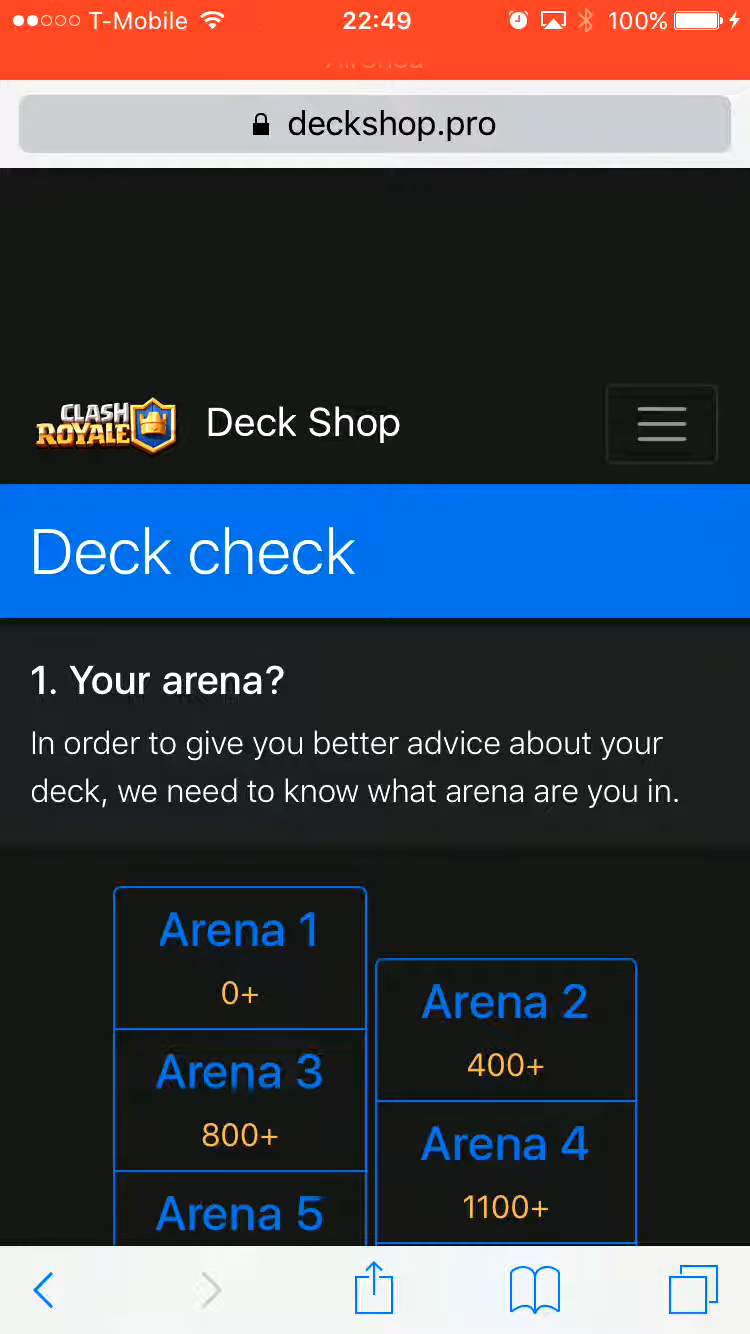 T-Mobile 22:49 100%
deckshop.pro
CLASH
ROYALE
Deck Shop
Deck check
1. Your arena?
In order to give you better advice about your
deck, we need to know what arena are you in.
Arena 1
0+
Arena 2
400+
Arena 3
800+
Arena 4
1100+
Arena 5